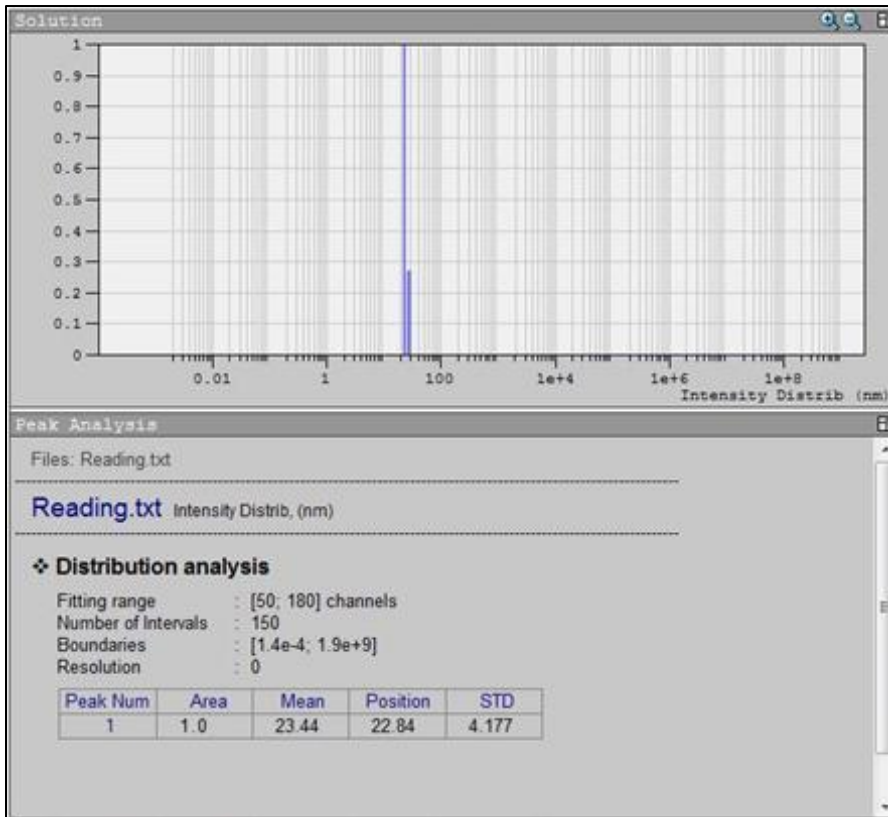 Solution
1
0.9
0.8
0.7
0.6
0.5
0.4
0.3
0.2
0.1
0
0.01 1 100 1e+4 1e+6 1e+8
Intensity Distrib (nm)
Peak Analysis
Files: Reading.txt
Reading.txt Intensity Distrib, (nm)
❖ Distribution analysis
Fitting range : [50; 180] channels
Number of Intervals : 150
Boundaries : [1.4e-4; 1.9e+9]
Resolution : 0
Peak Num Area Mean Position STD
1 1.0 23.44 22.84 4.177